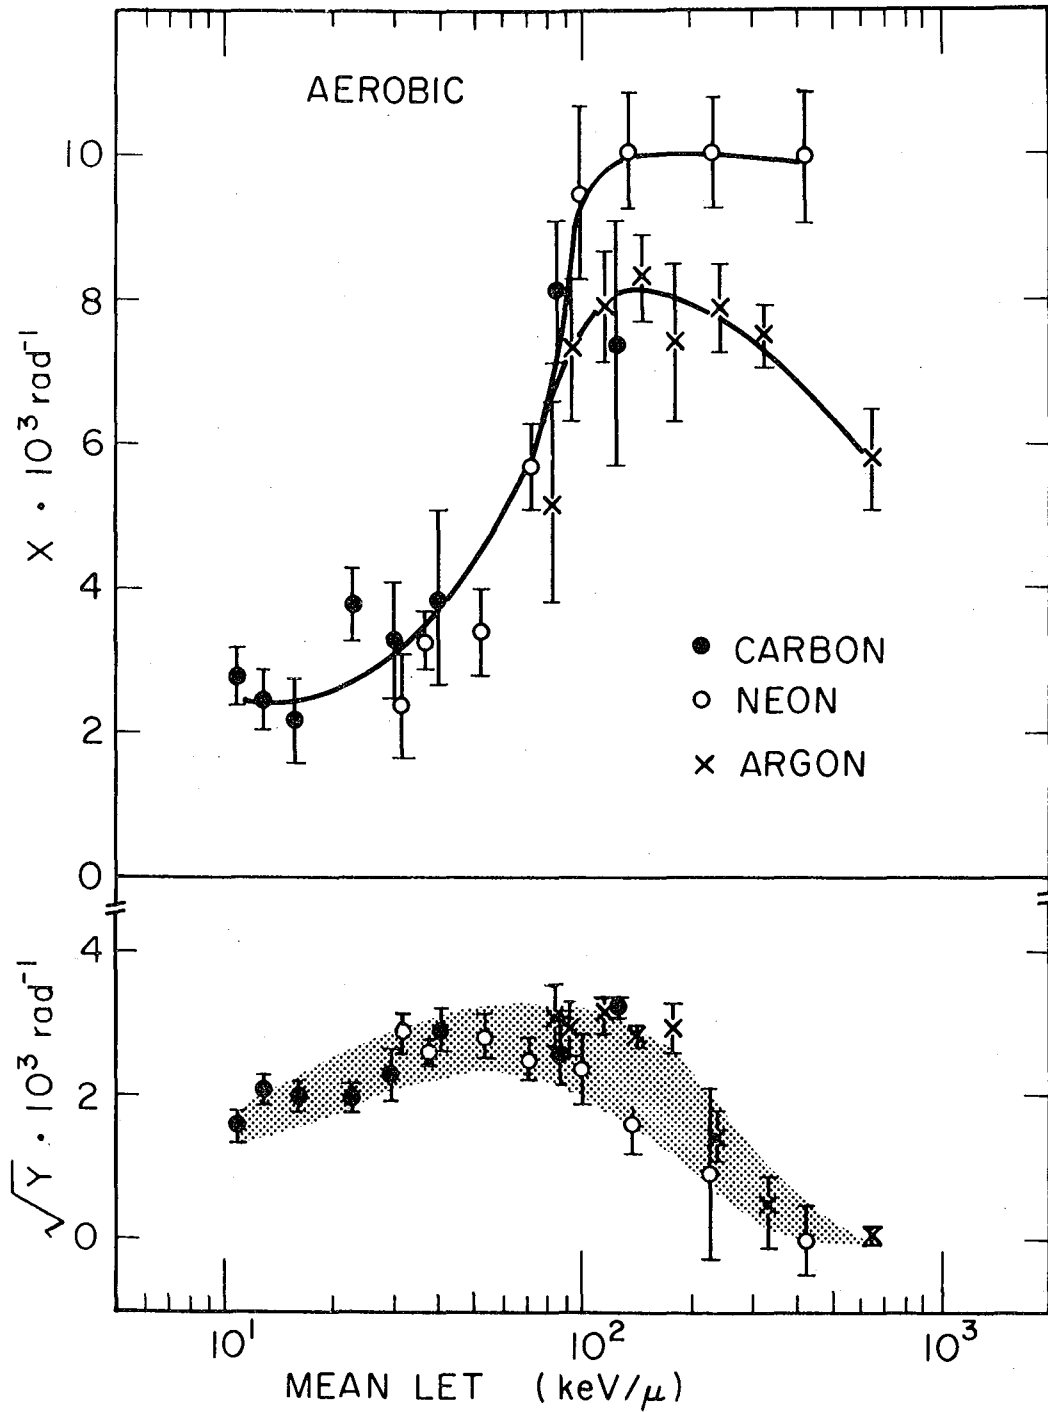 AEROBIC
10
8
6
4
2
0
X · 10³ rad⁻¹
CARBON
NEON
ARGON
4
2
0
√Y · 10³ rad⁻¹
10¹
10²
10³
MEAN LET (keV/μ)